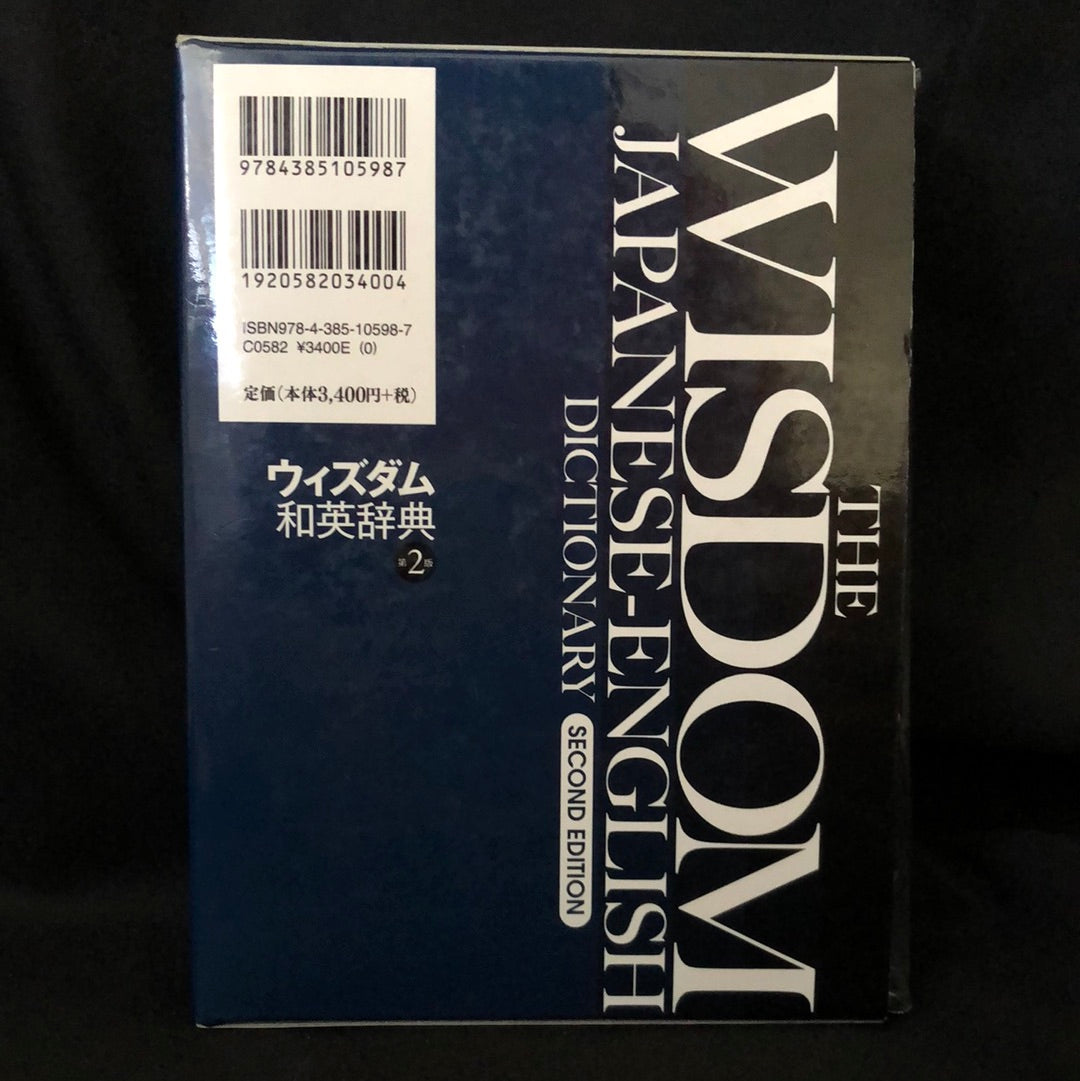 9784385105987
1920582034004
ISBN978-4-385-10598-7
C0582 ¥3400E (0)
定価(本体3,400円+税)
ウィズダム
和英辞典
第2版
THE
WISDOM
JAPANESE-ENGLISH
DICTIONARY
SECOND EDITION